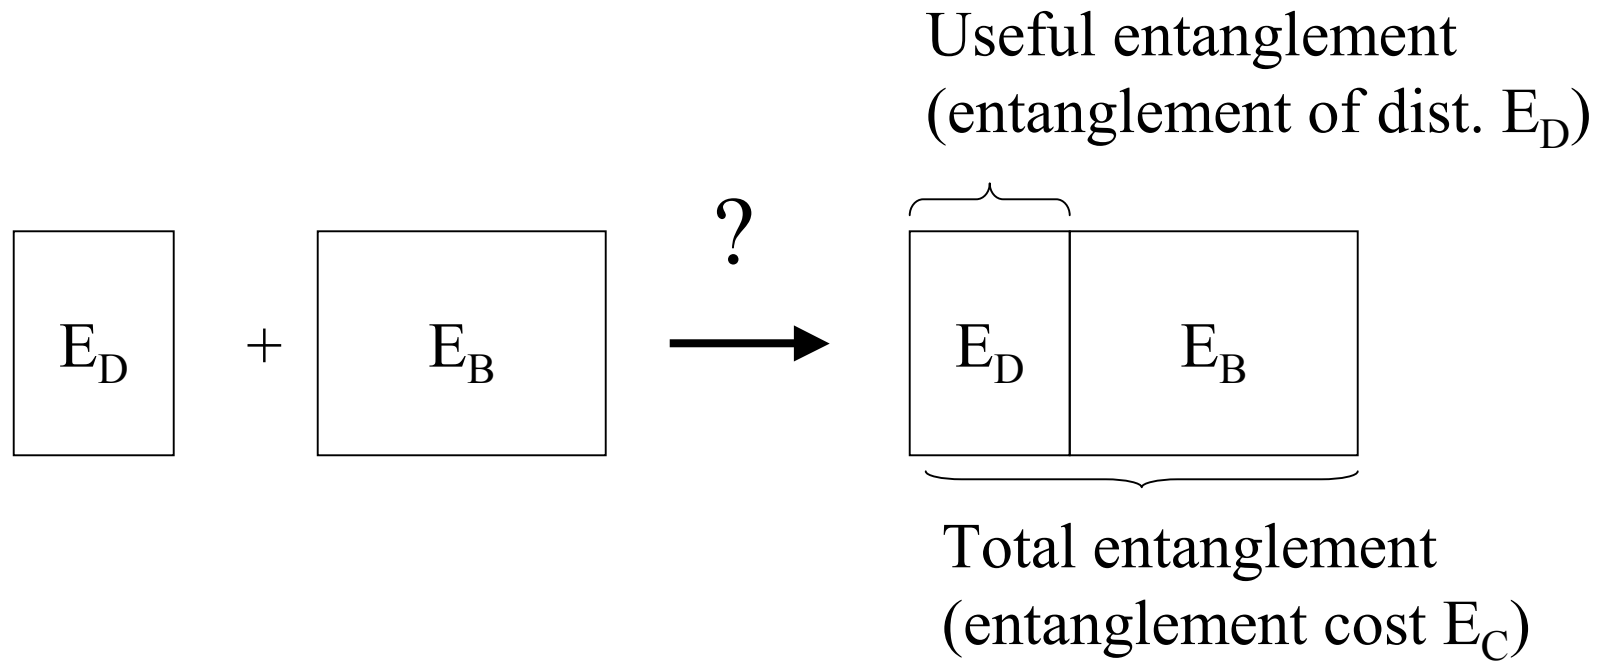 Useful entanglement
(entanglement of dist. E_D)
?
E_D + E_B
E_D E_B
Total entanglement
(entanglement cost E_C)